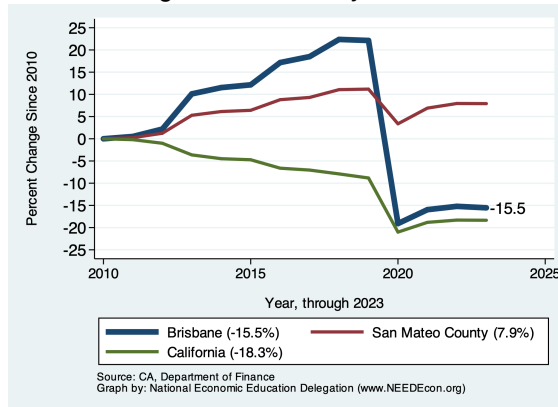 25
20
15
10
5
0
-5
-10
-15
-20
-25
Percent Change Since 2010
-15.5
2010 2015 2020 2025
Year, through 2023
Brisbane (-15.5%) San Mateo County (7.9%)
California (-18.3%)
Source: CA, Department of Finance
Graph by: National Economic Education Delegation (www.NEEDEcon.org)